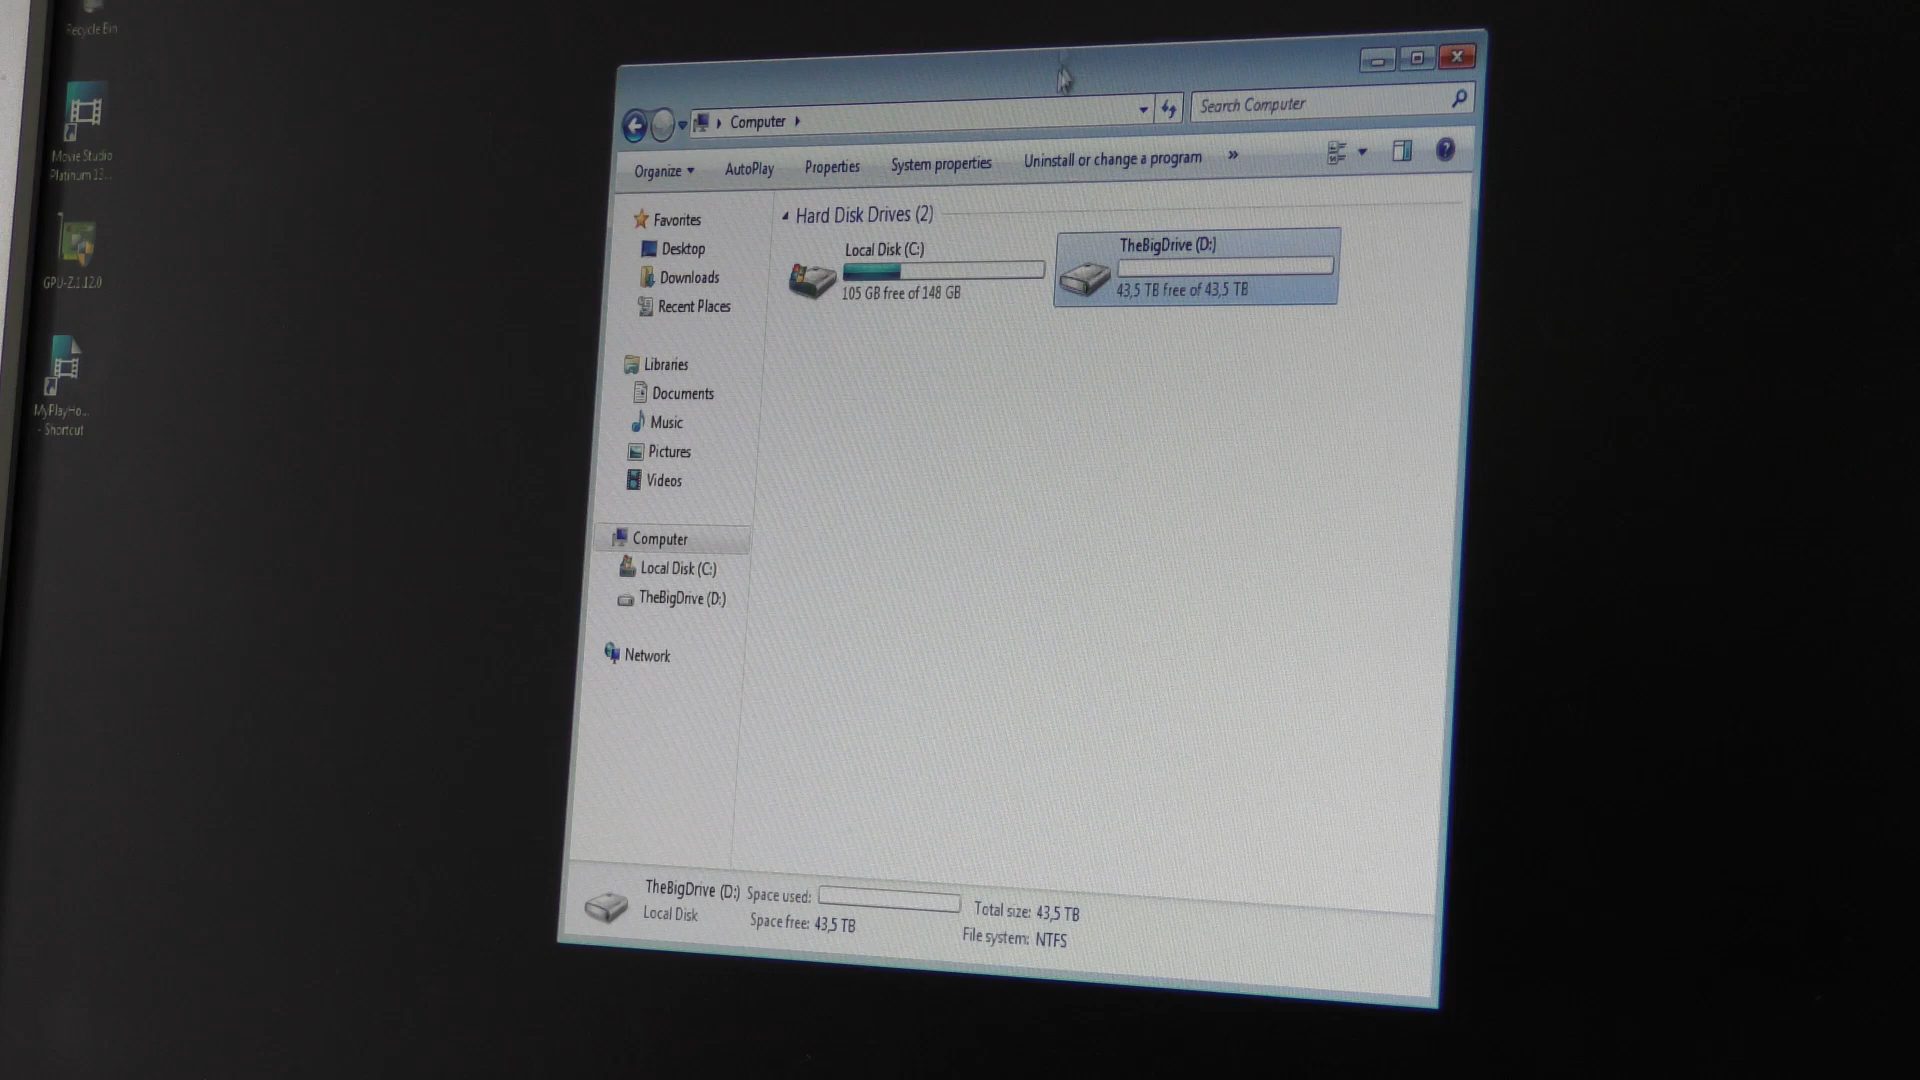 Recycle Bin
Movie Studio
Platinum 13...
GPU-Z.1.12.0
MyPlayHo...
- Shortcut
Computer
Search Computer
Organize
AutoPlay
Properties
System properties
Uninstall or change a program
»
Favorites
Desktop
Downloads
Recent Places
Libraries
Documents
Music
Pictures
Videos
Computer
Local Disk (C:)
TheBigDrive (D:)
Network
Hard Disk Drives (2)
Local Disk (C:)
105 GB free of 148 GB
TheBigDrive (D:)
43,5 TB free of 43,5 TB
TheBigDrive (D:) Space used:
Total size: 43,5 TB
Local Disk
Space free: 43,5 TB
File system: NTFS